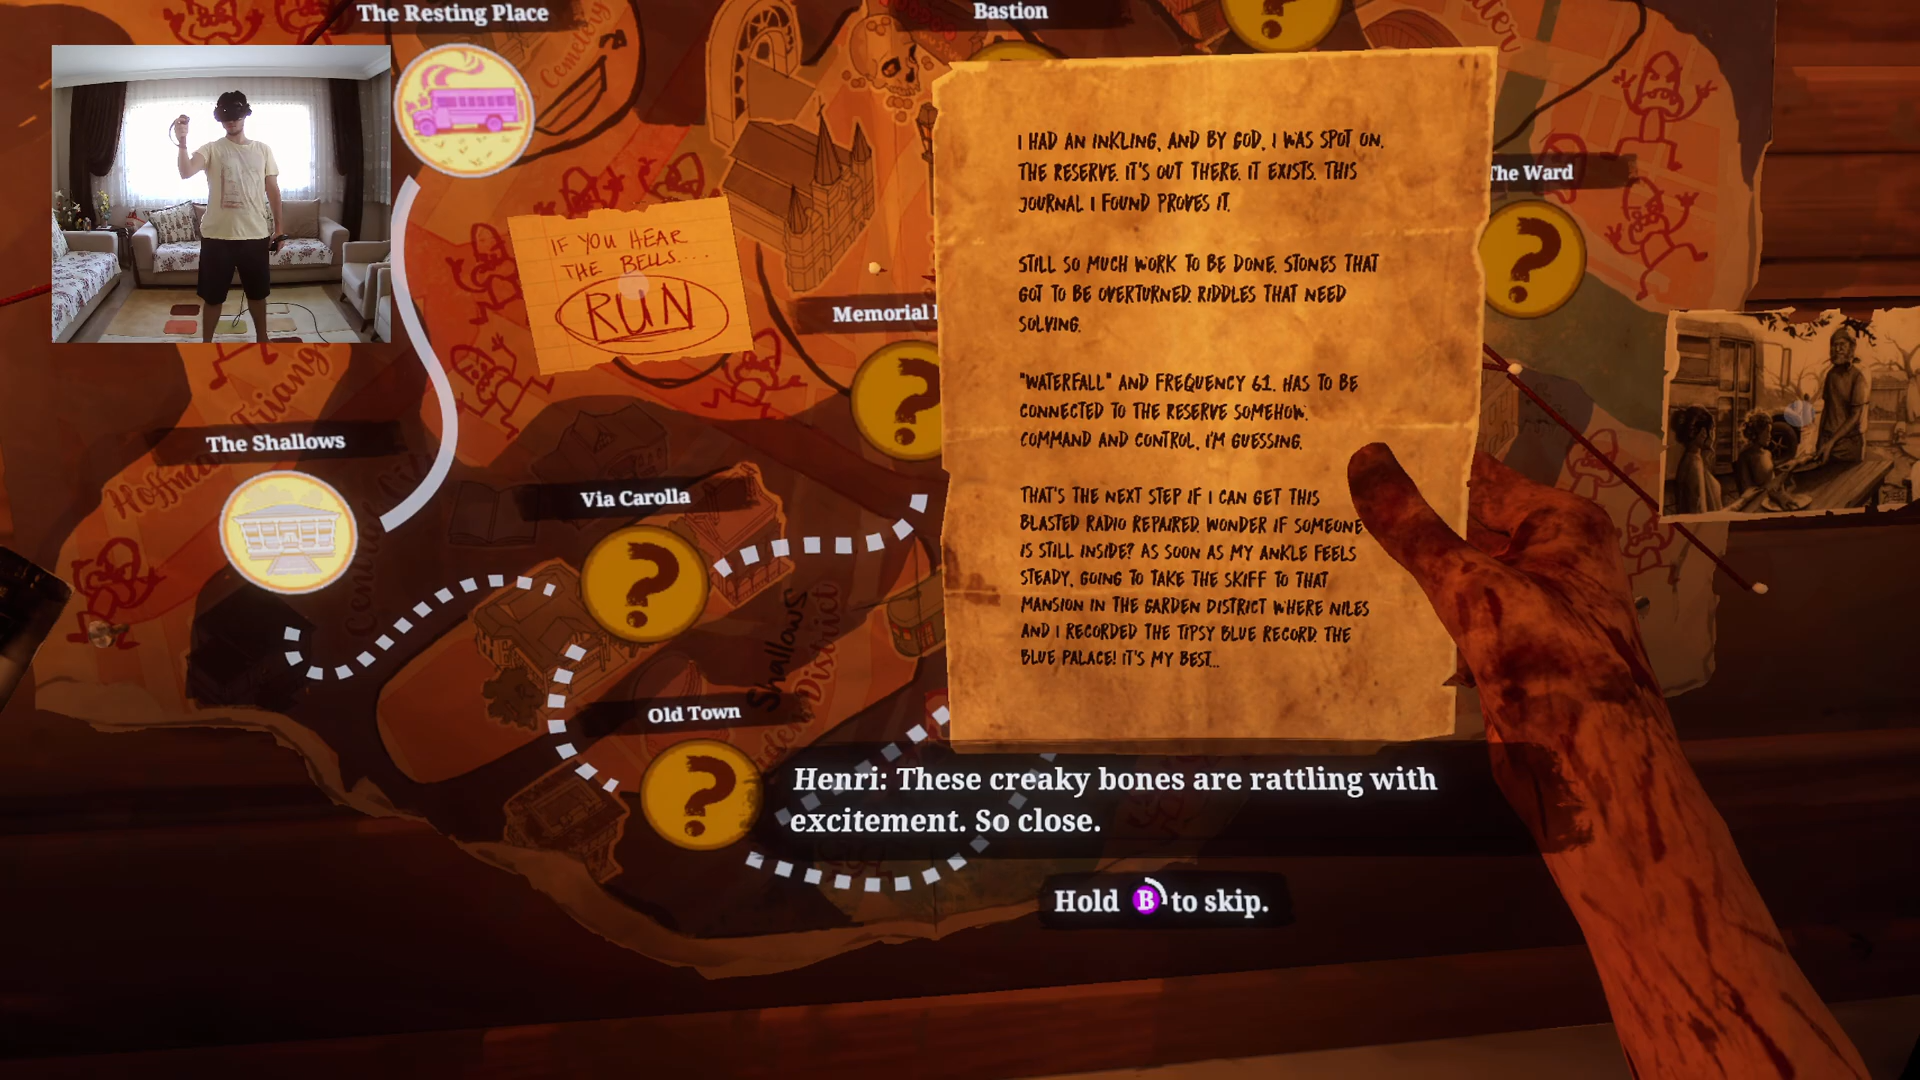 The Resting Place
Bastion
Cemetery
The Ward
IF YOU HEAR
THE BELLS....
RUN
Memorial
The Shallows
Via Carolla
Old Town
Shallows
District
I HAD AN INKLING, AND BY GOD, I WAS SPOT ON.
THE RESERVE. IT'S OUT THERE. IT EXISTS. THIS
JOURNAL I FOUND PROVES IT.
STILL SO MUCH WORK TO BE DONE. STONES THAT
GOT TO BE OVERTURNED. RIDDLES THAT NEED
SOLVING.
"WATERFALL" AND FREQUENCY 61. HAS TO BE
CONNECTED TO THE RESERVE SOMEHOW.
COMMAND AND CONTROL, I'M GUESSING.
THAT'S THE NEXT STEP IF I CAN GET THIS
BLASTED RADIO REPAIRED. WONDER IF SOMEONE
IS STILL INSIDE? AS SOON AS MY ANKLE FEELS
STEADY, GOING TO TAKE THE SKIFF TO THAT
MANSION IN THE GARDEN DISTRICT WHERE NILES
AND I RECORDED THE TIPSY BLUE RECORD. THE
BLUE PALACE! IT'S MY BEST...
Henri: These creaky bones are rattling with
excitement. So close.
Hold B to skip.